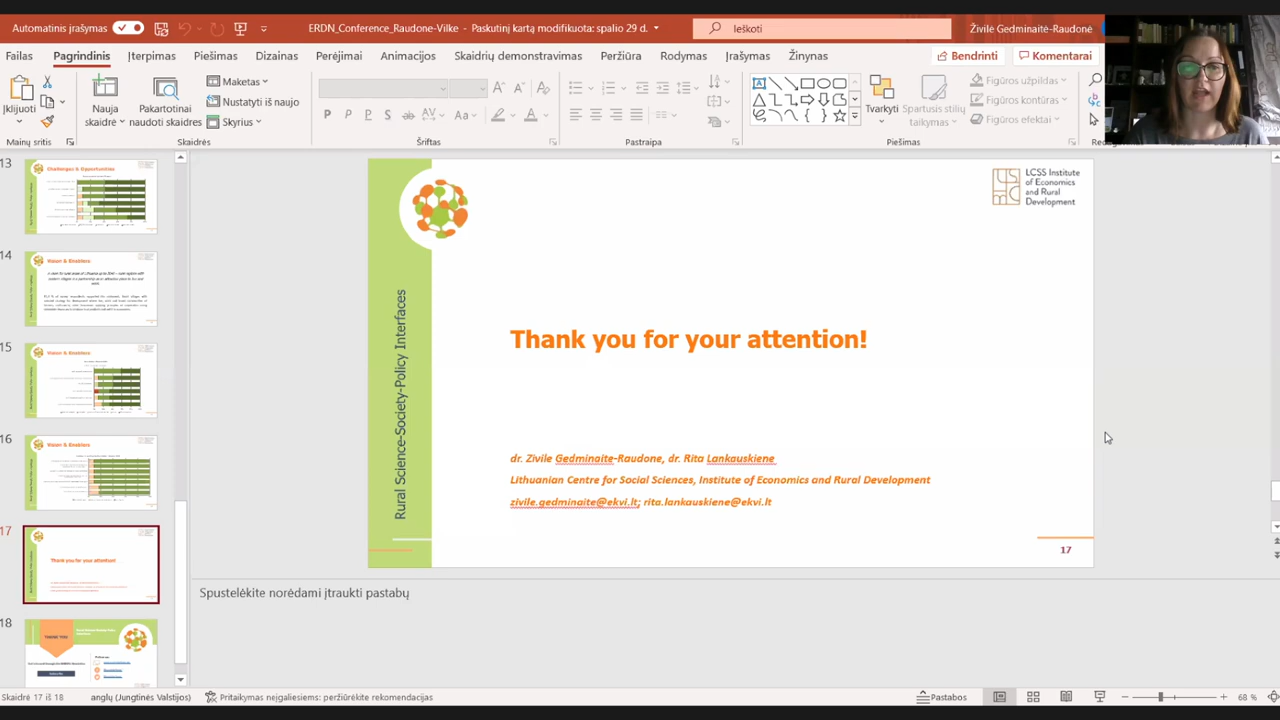 Automatinis įrašymas
ERDN_Conference_Raudone-Vilke - Paskutinį kartą modifikuota: spalio 29 d.
Ieškoti
Živile Gedminaitė-Raudonė
Failas Pagrindinis Įterpimas Piešimas Dizainas Perėjimai Animacijos Skaidrių demonstravimas Peržiūra Rodymas Įrašymas Žinynas
Bendrinti Komentarai
Įklijuoti
Nauja skaidrė
Pakartotinai naudoti skaidres
Maketas
Nustatyti iš naujo
Skyrius
Tvarkyti
Spartusis stilių taikymas
Figūros užpildas
Figūros kontūras
Figūros efektai
Mainų sritis Skaidrės Šriftas Pastraipa Piešimas
13
Challenges & Opportunities
14
Vision & Enablers
15
Vision & Enablers
16
Vision & Enablers
17
Thank you for your attention!
18
THANK YOU
LCSS Institute
of Economics
and Rural
Development
Rural Science-Society-Policy Interfaces
Thank you for your attention!
dr. Zivile Gedminaite-Raudone, dr. Rita Lankauskiene
Lithuanian Centre for Social Sciences, Institute of Economics and Rural Development
zivile.gedminaite@ekvi.lt; rita.lankauskiene@ekvi.lt
17
Spustelėkite norėdami įtraukti pastabų
Skaidrė 17 iš 18 anglų (Jungtinės Valstijos) Pritaikymas neįgaliesiems: peržiūrėkite rekomendacijas Pastabos 68 %